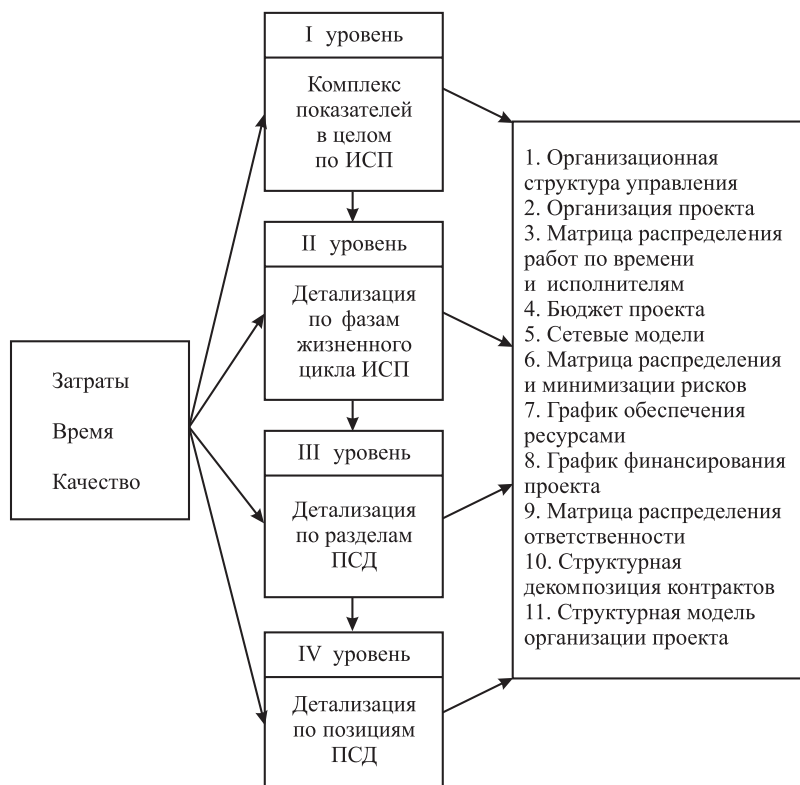 Затраты
Время
Качество
I уровень
Комплекс
показателей
в целом
по ИСП
II уровень
Детализация
по фазам
жизненного
цикла ИСП
III уровень
Детализация
по разделам
ПСД
IV уровень
Детализация
по позициям
ПСД
1. Организационная
структура управления
2. Организация проекта
3. Матрица распределения
работ по времени
и исполнителям
4. Бюджет проекта
5. Сетевые модели
6. Матрица распределения
и минимизации рисков
7. График обеспечения
ресурсами
8. График финансирования
проекта
9. Матрица распределения
ответственности
10. Структурная
декомпозиция контрактов
11. Структурная модель
организации проекта